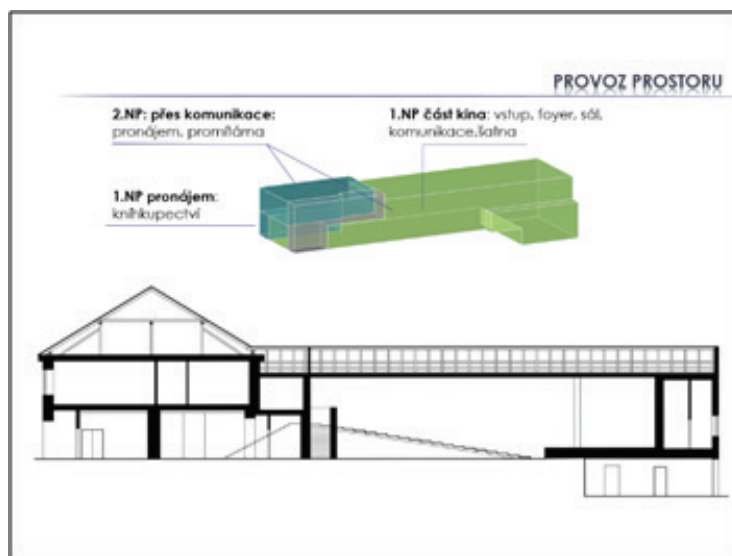 PROVOZ PROSTORU
2.NP: přes komunikace:
pronájem, promítárna
1.NP část kina: vstup, foyer, sál,
komunikace,šatna
1.NP pronájem:
knihkupectví